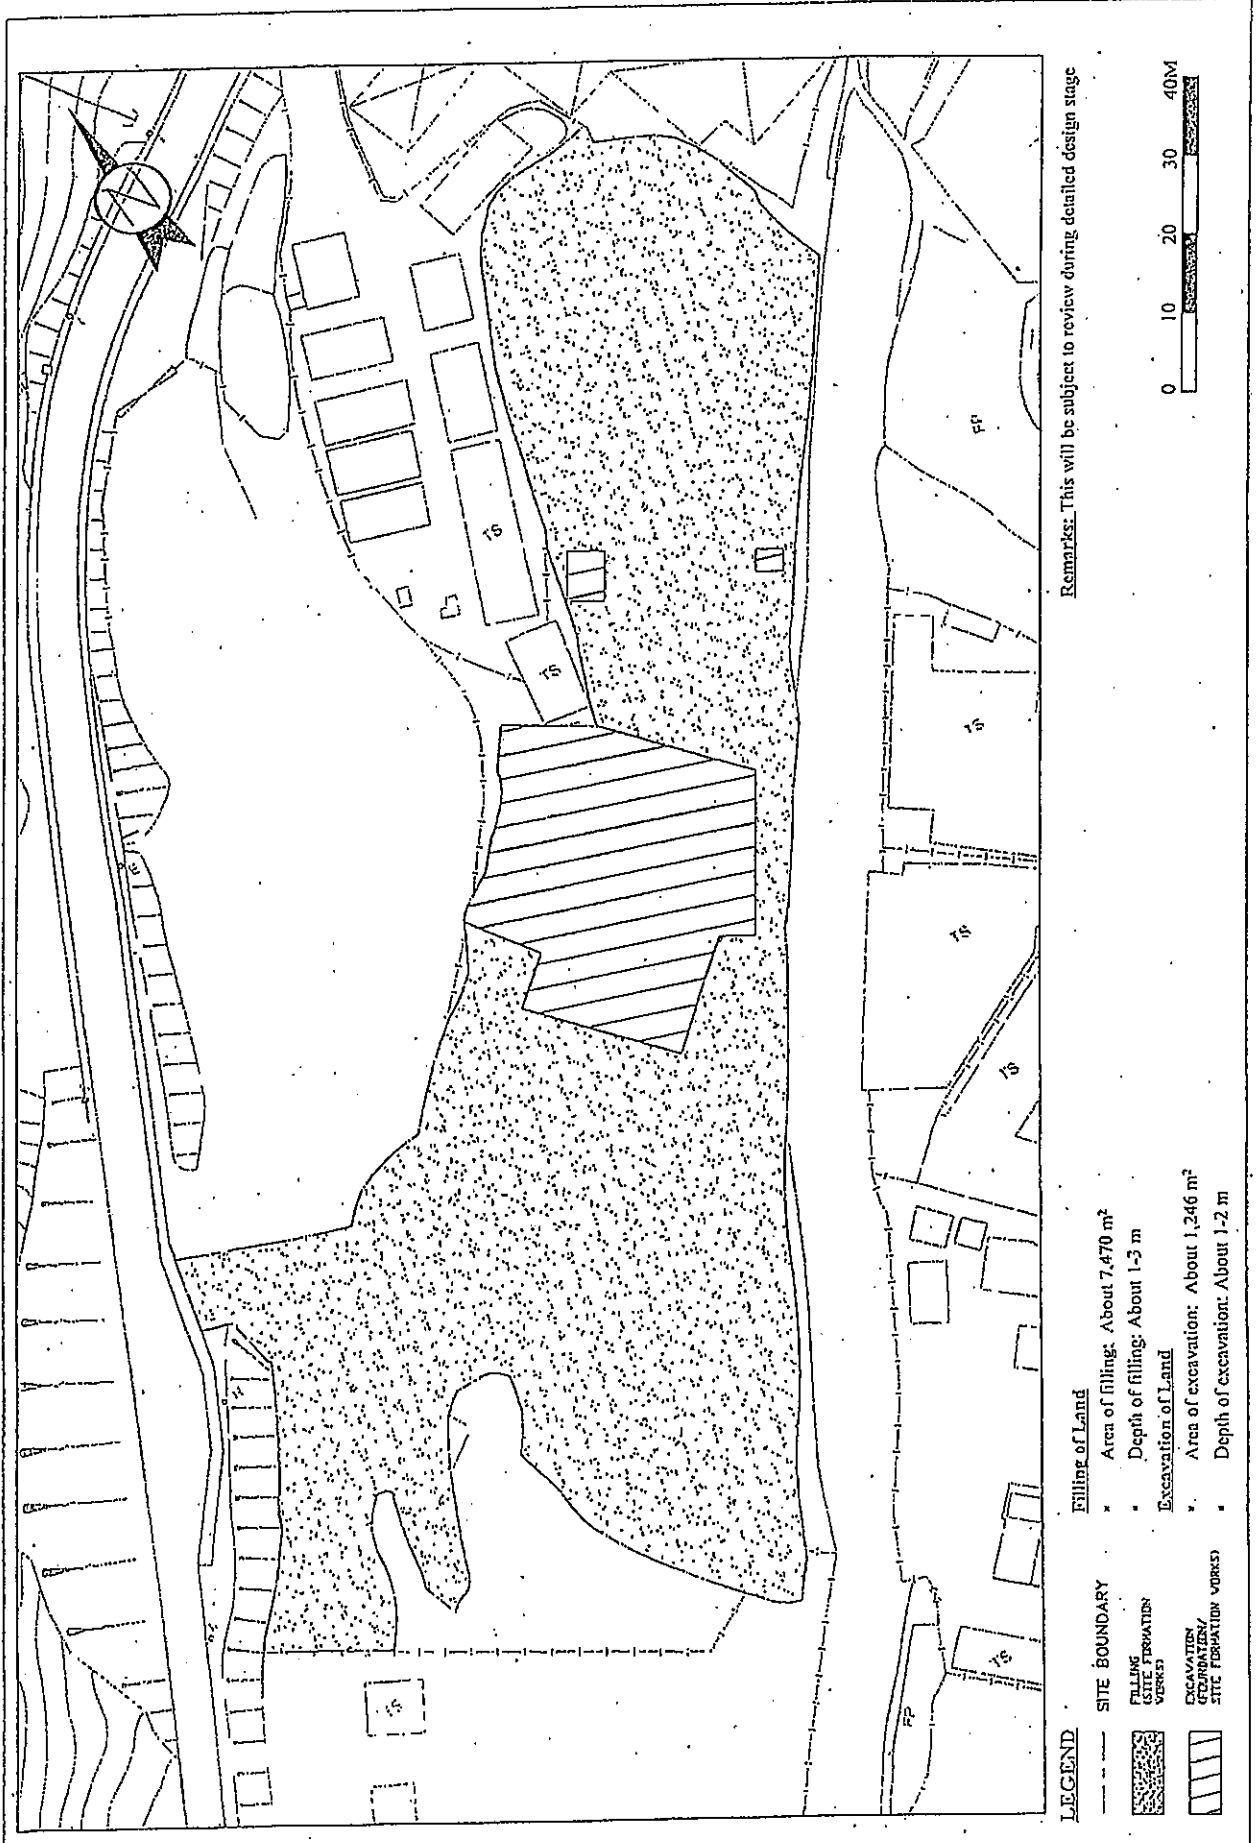 TS
TS
TS
TS
TS
TS
TS
FP
FP
N
LEGEND
SITE BOUNDARY
FILLING
(SITE FORMATION
WORKS)
EXCAVATION
(FOUNDATION/
SITE FORMATION WORKS)
Filling of Land
Area of filling: About 7,470 m²
Depth of filling: About 1-3 m
Excavation of Land
Area of excavation: About 1,246 m²
Depth of excavation: About 1-2 m
Remarks: This will be subject to review during detailed design stage
0 10 20 30 40M